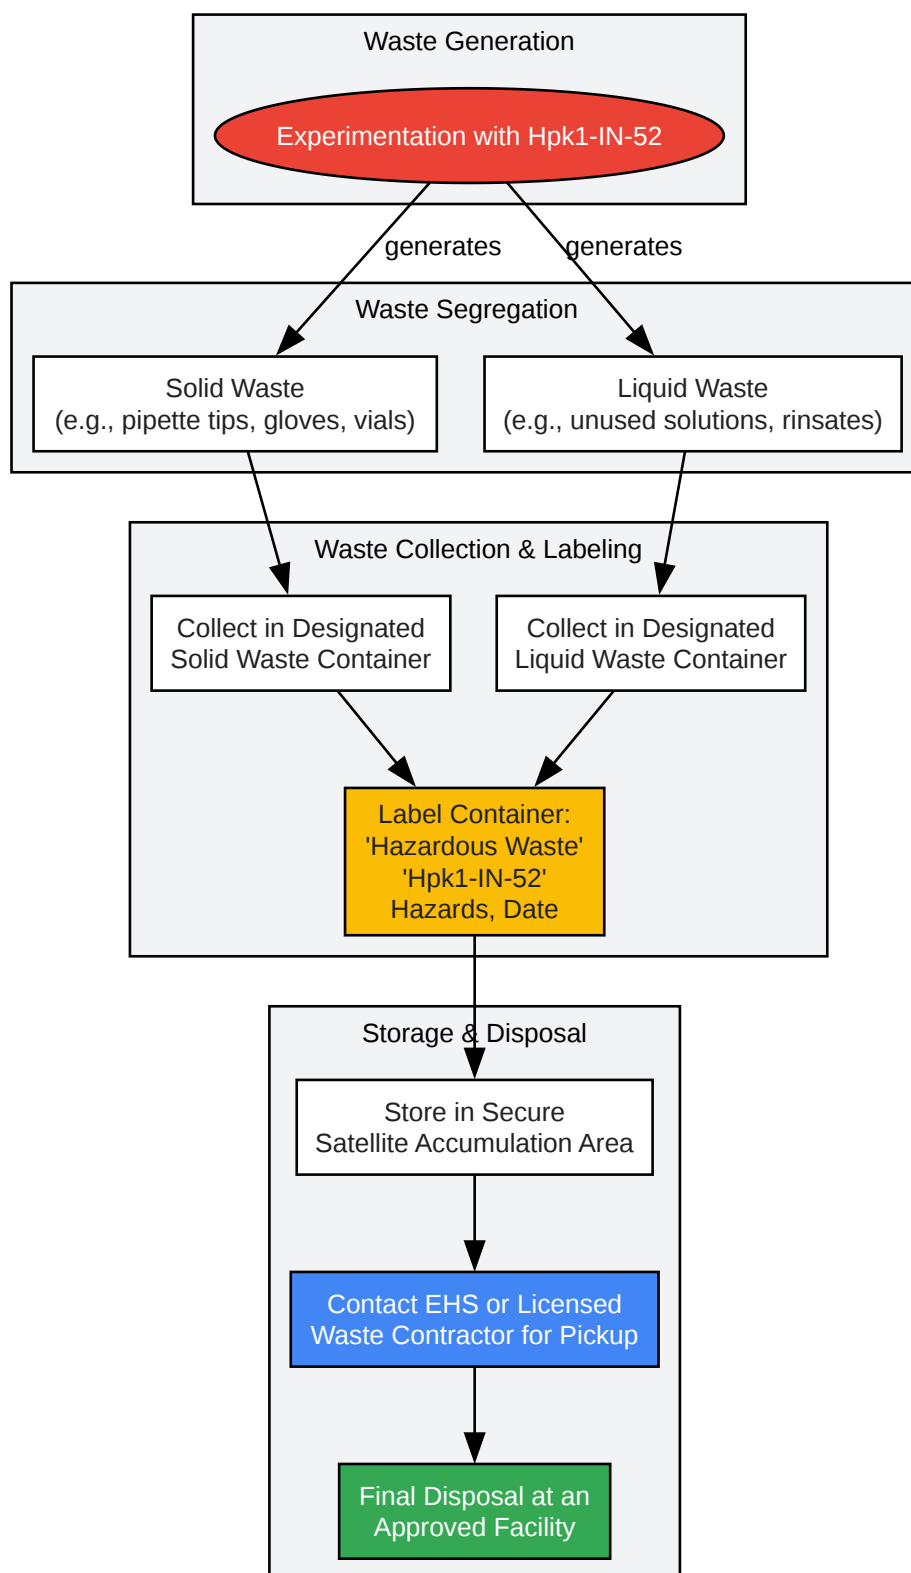 Waste Generation
Experimentation with Hpk1-IN-52
generates
generates
Waste Segregation
Solid Waste
(e.g., pipette tips, gloves, vials)
Liquid Waste
(e.g., unused solutions, rinsates)
Waste Collection & Labeling
Collect in Designated
Solid Waste Container
Collect in Designated
Liquid Waste Container
Label Container:
'Hazardous Waste'
'Hpk1-IN-52'
Hazards, Date
Storage & Disposal
Store in Secure
Satellite Accumulation Area
Contact EHS or Licensed
Waste Contractor for Pickup
Final Disposal at an
Approved Facility